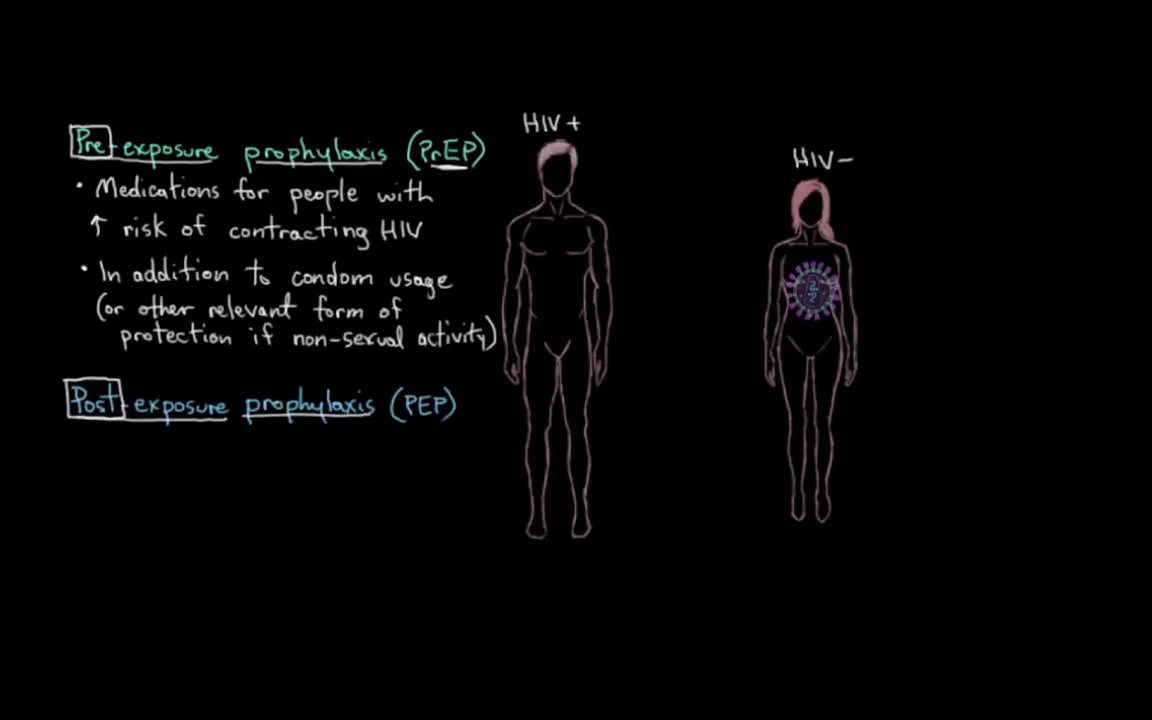 Pre-exposure prophylaxis (PrEP)
• Medications for people with
↑ risk of contracting HIV
• In addition to condom usage
(or other relevant form of
protection if non-sexual activity)
Post-exposure prophylaxis (PEP)
HIV+
HIV−